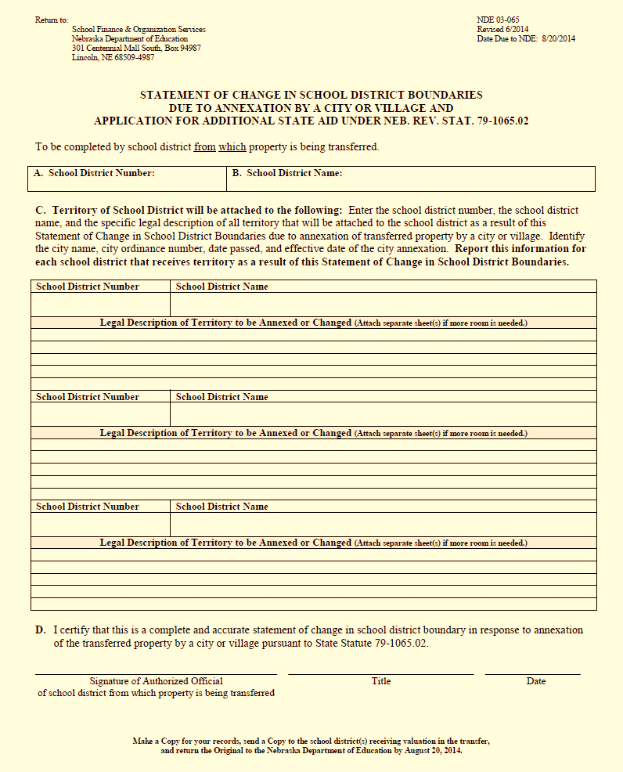 Return to:
School Finance & Organization Services
Nebraska Department of Education
301 Centennial Mall South, Box 94987
Lincoln, NE 68509-4987
NDE 03-065
Revised 6/2014
Date Due to NDE: 8/20/2014
STATEMENT OF CHANGE IN SCHOOL DISTRICT BOUNDARIES
DUE TO ANNEXATION BY A CITY OR VILLAGE AND
APPLICATION FOR ADDITIONAL STATE AID UNDER NEB. REV. STAT. 79-1065.02
To be completed by school district from which property is being transferred.
A. School District Number:
B. School District Name:
C. Territory of School District will be attached to the following: Enter the school district number, the school district
name, and the specific legal description of all territory that will be attached to the school district as a result of this
Statement of Change in School District Boundaries due to annexation of transferred property by a city or village. Identify
the city name, city ordinance number, date passed, and effective date of the city annexation. Report this information for
each school district that receives territory as a result of this Statement of Change in School District Boundaries.
School District Number
School District Name
Legal Description of Territory to be Annexed or Changed (Attach separate sheet(s) if more room is needed.)
School District Number
School District Name
Legal Description of Territory to be Annexed or Changed (Attach separate sheet(s) if more room is needed.)
School District Number
School District Name
Legal Description of Territory to be Annexed or Changed (Attach separate sheet(s) if more room is needed.)
D. I certify that this is a complete and accurate statement of change in school district boundary in response to annexation
of the transferred property by a city or village pursuant to State Statute 79-1065.02.
Signature of Authorized Official
of school district from which property is being transferred
Title
Date
Make a Copy for your records, send a Copy to the school district(s) receiving valuation in the transfer,
and return the Original to the Nebraska Department of Education by August 20, 2014.